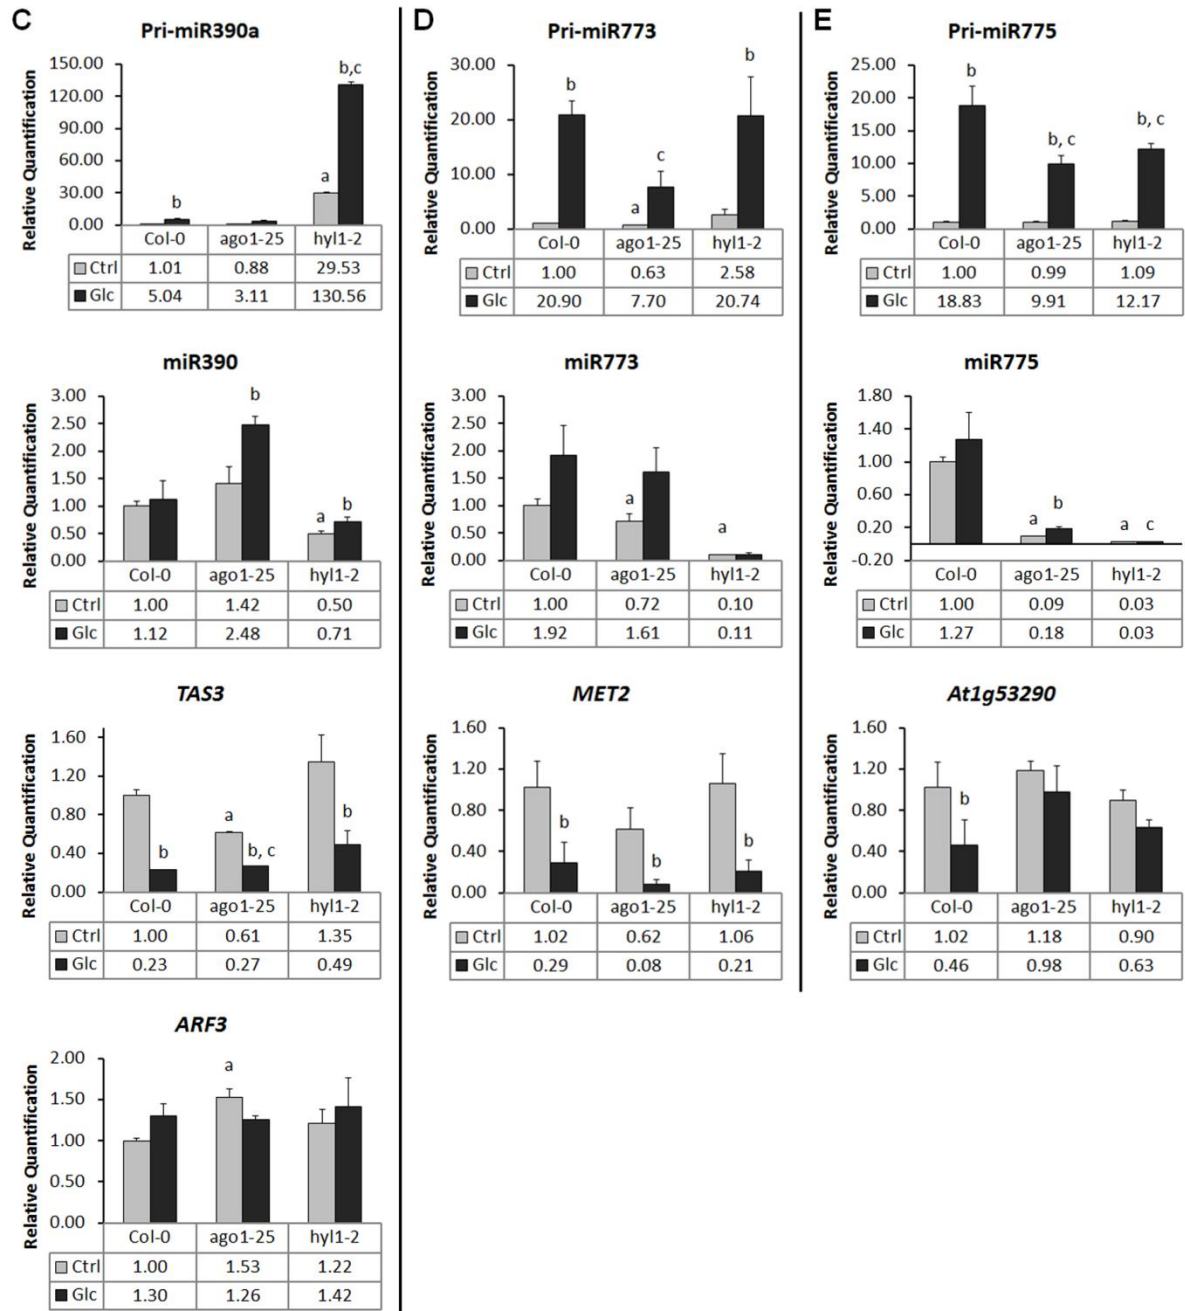 C
Pri-miR390a
Relative Quantification
150.00
120.00
90.00
60.00
30.00
0.00
b
a
b,c
Col-0 ago1-25 hyl1-2
Ctrl 1.01 0.88 29.53
Glc 5.04 3.11 130.56
miR390
Relative Quantification
3.00
2.50
2.00
1.50
1.00
0.50
0.00
b
a
b
Col-0 ago1-25 hyl1-2
Ctrl 1.00 1.42 0.50
Glc 1.12 2.48 0.71
TAS3
Relative Quantification
1.60
1.20
0.80
0.40
0.00
b
a
b, c
b
Col-0 ago1-25 hyl1-2
Ctrl 1.00 0.61 1.35
Glc 0.23 0.27 0.49
ARF3
Relative Quantification
2.00
1.50
1.00
0.50
0.00
a
Col-0 ago1-25 hyl1-2
Ctrl 1.00 1.53 1.22
Glc 1.30 1.26 1.42
D
Pri-miR773
Relative Quantification
30.00
20.00
10.00
0.00
b
a
c
b
Col-0 ago1-25 hyl1-2
Ctrl 1.00 0.63 2.58
Glc 20.90 7.70 20.74
miR773
Relative Quantification
3.00
2.50
2.00
1.50
1.00
0.50
0.00
a
a
Col-0 ago1-25 hyl1-2
Ctrl 1.00 0.72 0.10
Glc 1.92 1.61 0.11
MET2
Relative Quantification
1.60
1.20
0.80
0.40
0.00
b
b
b
Col-0 ago1-25 hyl1-2
Ctrl 1.02 0.62 1.06
Glc 0.29 0.08 0.21
E
Pri-miR775
Relative Quantification
25.00
20.00
15.00
10.00
5.00
0.00
b
b, c
b, c
Col-0 ago1-25 hyl1-2
Ctrl 1.00 0.99 1.09
Glc 18.83 9.91 12.17
miR775
Relative Quantification
1.80
1.40
1.00
0.60
0.20
-0.20
a
b
a
c
Col-0 ago1-25 hyl1-2
Ctrl 1.00 0.09 0.03
Glc 1.27 0.18 0.03
At1g53290
Relative Quantification
1.60
1.20
0.80
0.40
0.00
b
Col-0 ago1-25 hyl1-2
Ctrl 1.02 1.18 0.90
Glc 0.46 0.98 0.63